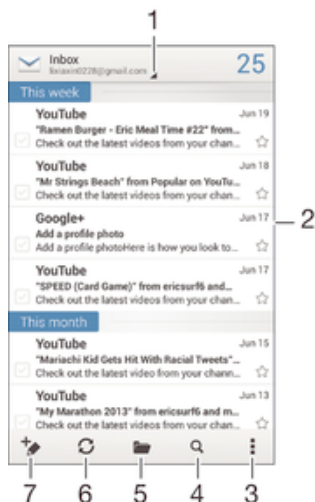 1
Inbox
25
lixiaxin0228@gmail.com
This week
YouTube Jun 19
"Ramen Burger - Eric Meal Time #22" from...
Check out the latest videos from your chan...
YouTube Jun 18
"Mr Strings Beach" from Popular on YouTu...
Check out the latest videos from your chan...
Google+ Jun 17
Add a profile photo
Add a profile photoHere is how you look to...
2
YouTube Jun 17
"SPEED (Card Game)" from ericsurf6 and...
Check out the latest videos from your chan...
This month
YouTube Jun 15
"Mariachi Kid Gets Hit With Racial Tweets"...
Check out the latest video from your chann...
YouTube Jun 13
"My Marathon 2013" from ericsurf6 and m...
Check out the latest videos from your chan...
7 6 5 4 3